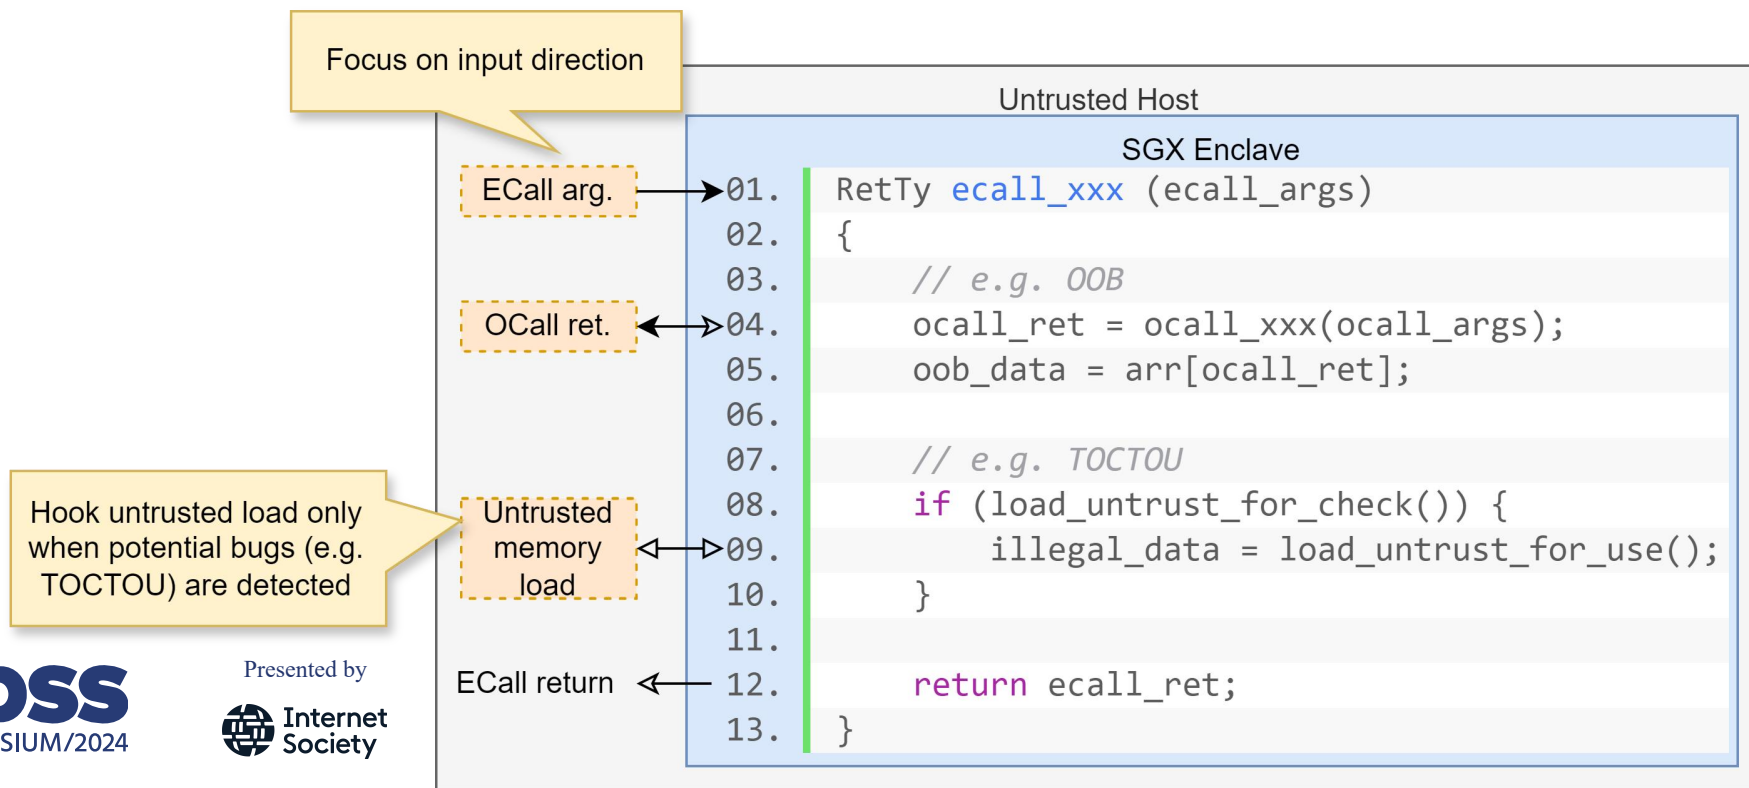 Focus on input direction
Untrusted Host
SGX Enclave
ECall arg.
01. RetTy ecall_xxx (ecall_args)
02. {
03. // e.g. OOB
OCall ret.
04. ocall_ret = ocall_xxx(ocall_args);
05. oob_data = arr[ocall_ret];
06.
07. // e.g. TOCTOU
Hook untrusted load only
when potential bugs (e.g.
TOCTOU) are detected
Untrusted
memory
load
08. if (load_untrust_for_check()) {
09. illegal_data = load_untrust_for_use();
10. }
11.
ECall return
12. return ecall_ret;
13. }
Presented by
Internet
Society
SIUM/2024